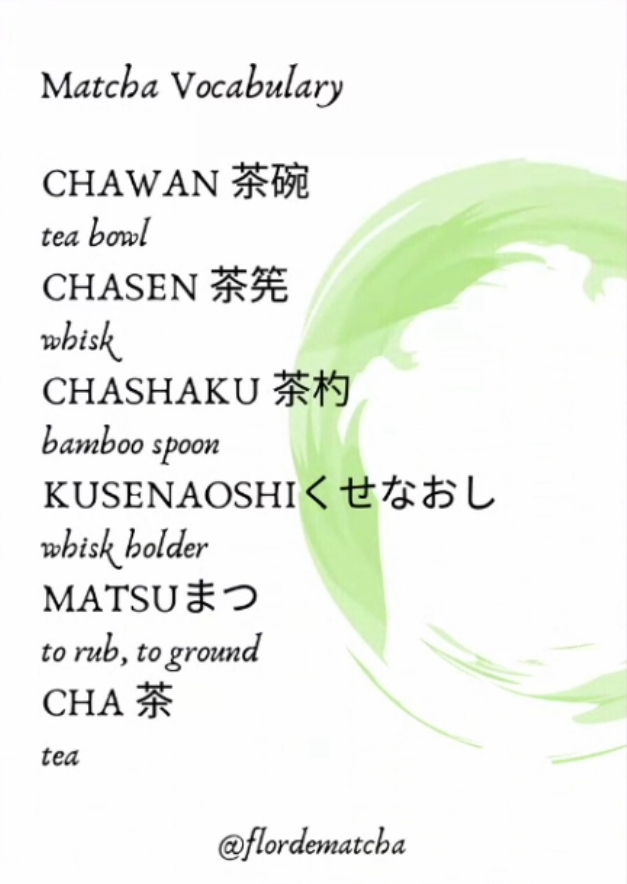 Matcha Vocabulary
CHAWAN 茶碗
tea bowl
CHASEN 茶筅
whisk
CHASHAKU 茶杓
bamboo spoon
KUSENAOSHIくせなおし
whisk holder
MATSUまつ
to rub, to ground
CHA 茶
tea
@flordematcha